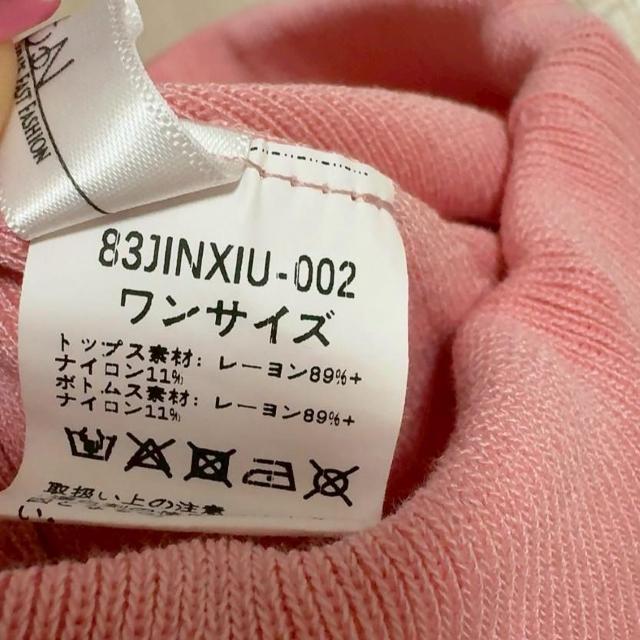 FAST FASHION
83JINXIU-002
ワンサイズ
トップス素材: レーヨン89%+
ナイロン11%
ボトムス素材: レーヨン89%+
ナイロン11%
取扱い上の注意
い。